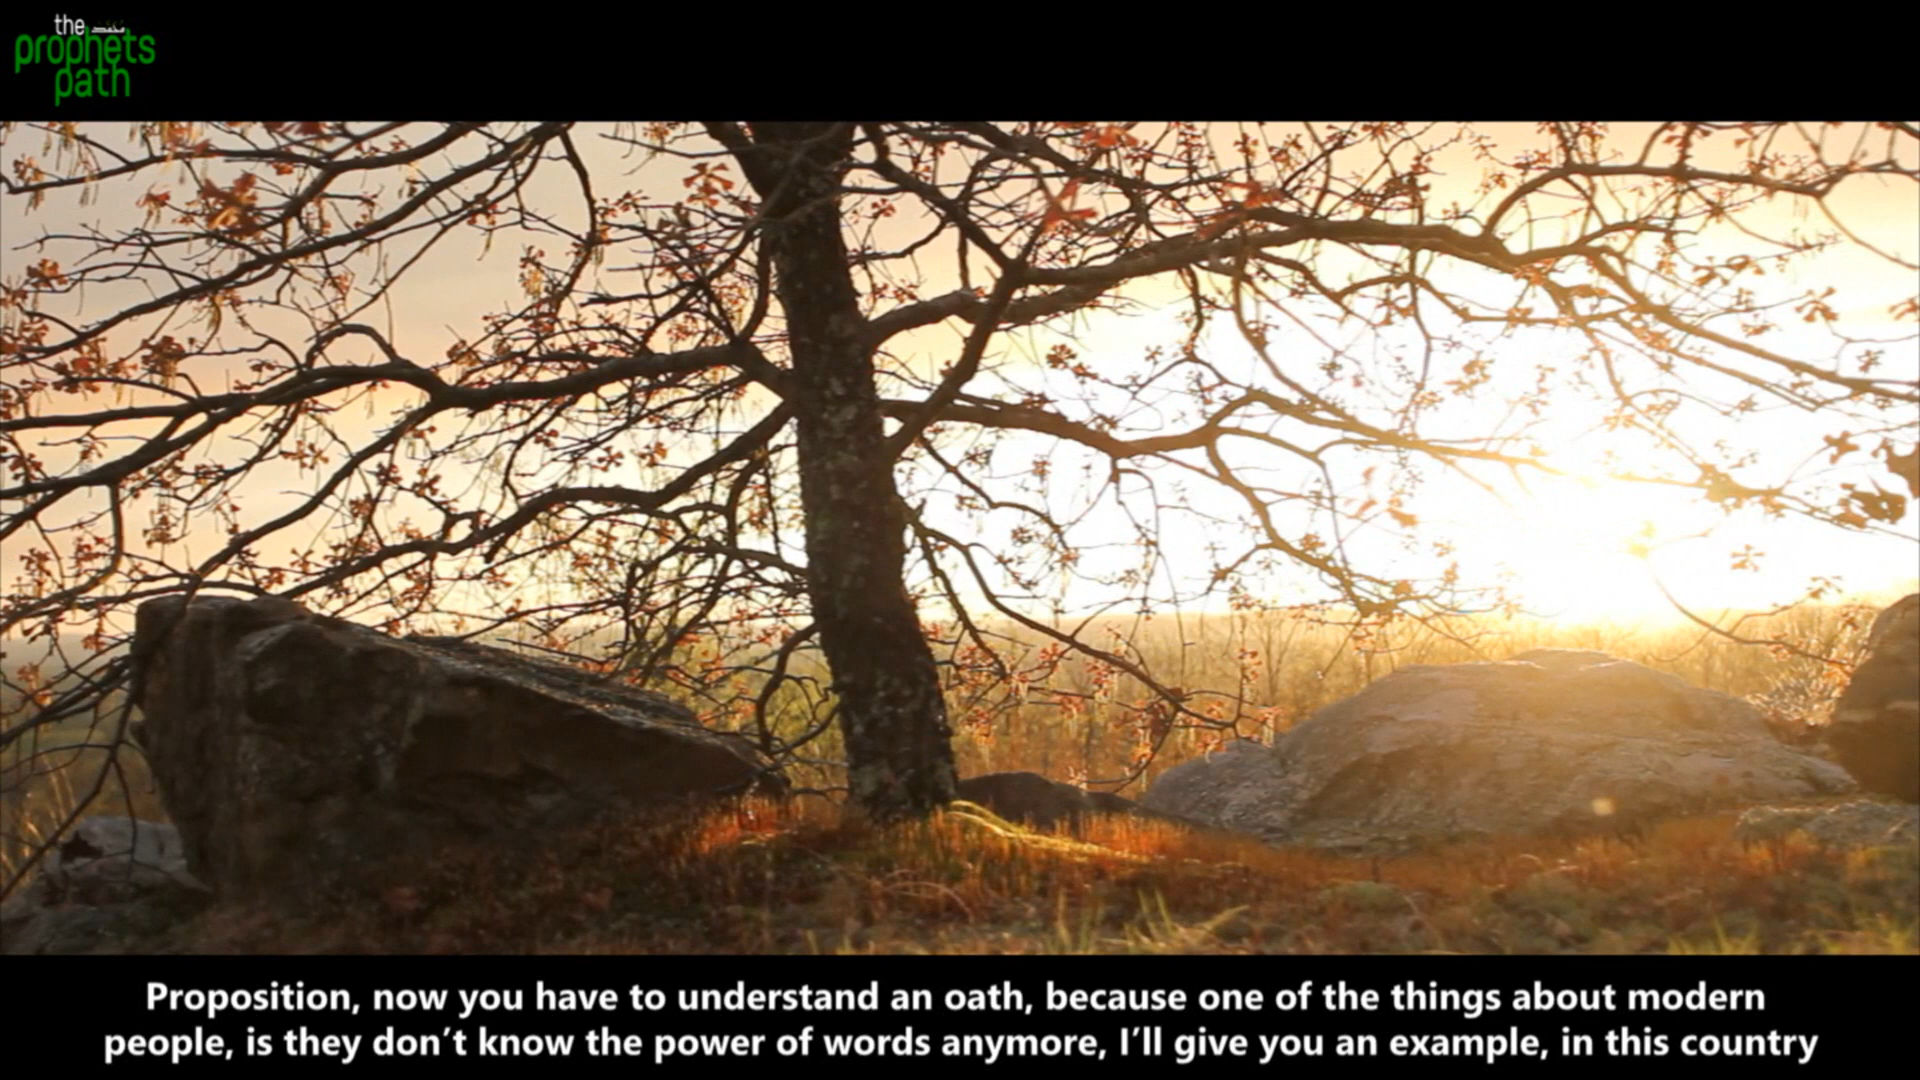 the
prophets
path
Proposition, now you have to understand an oath, because one of the things about modern
people, is they don't know the power of words anymore, I'll give you an example, in this country